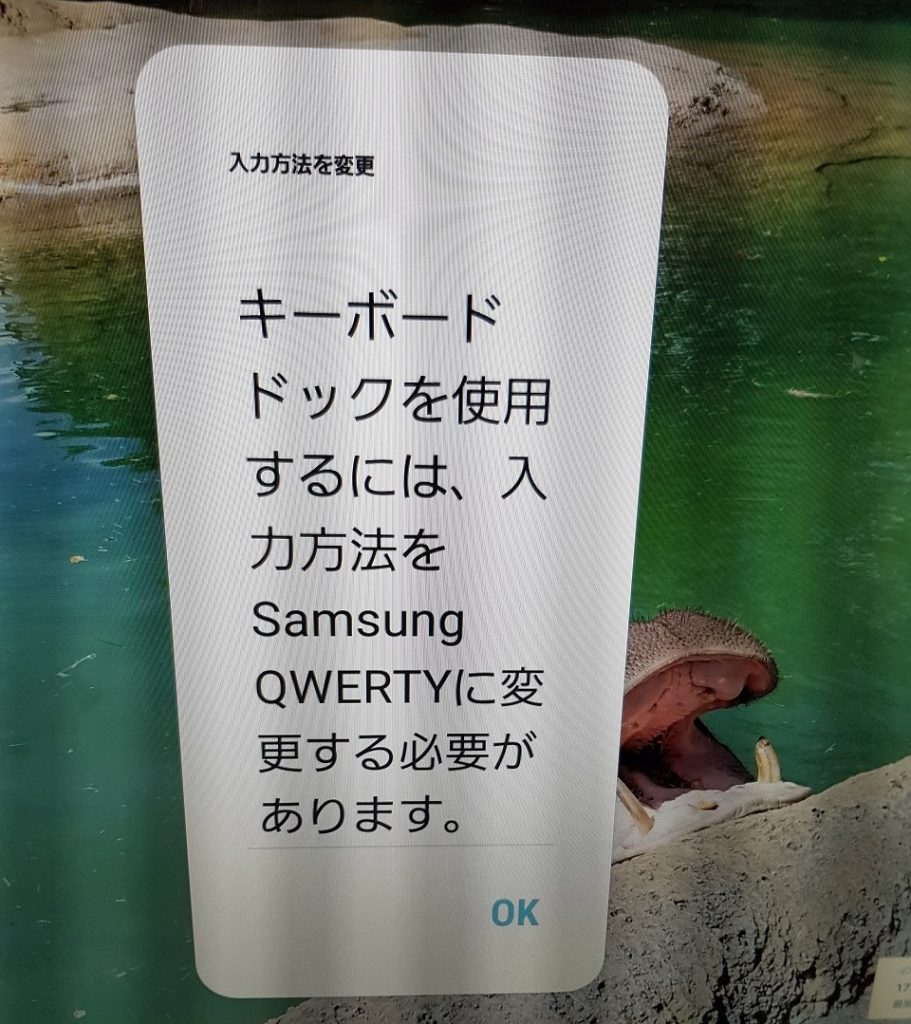 入力方法を変更
キーボード
ドックを使用
するには、入
力方法を
Samsung
QWERTYに変
更する必要が
あります。
OK
17